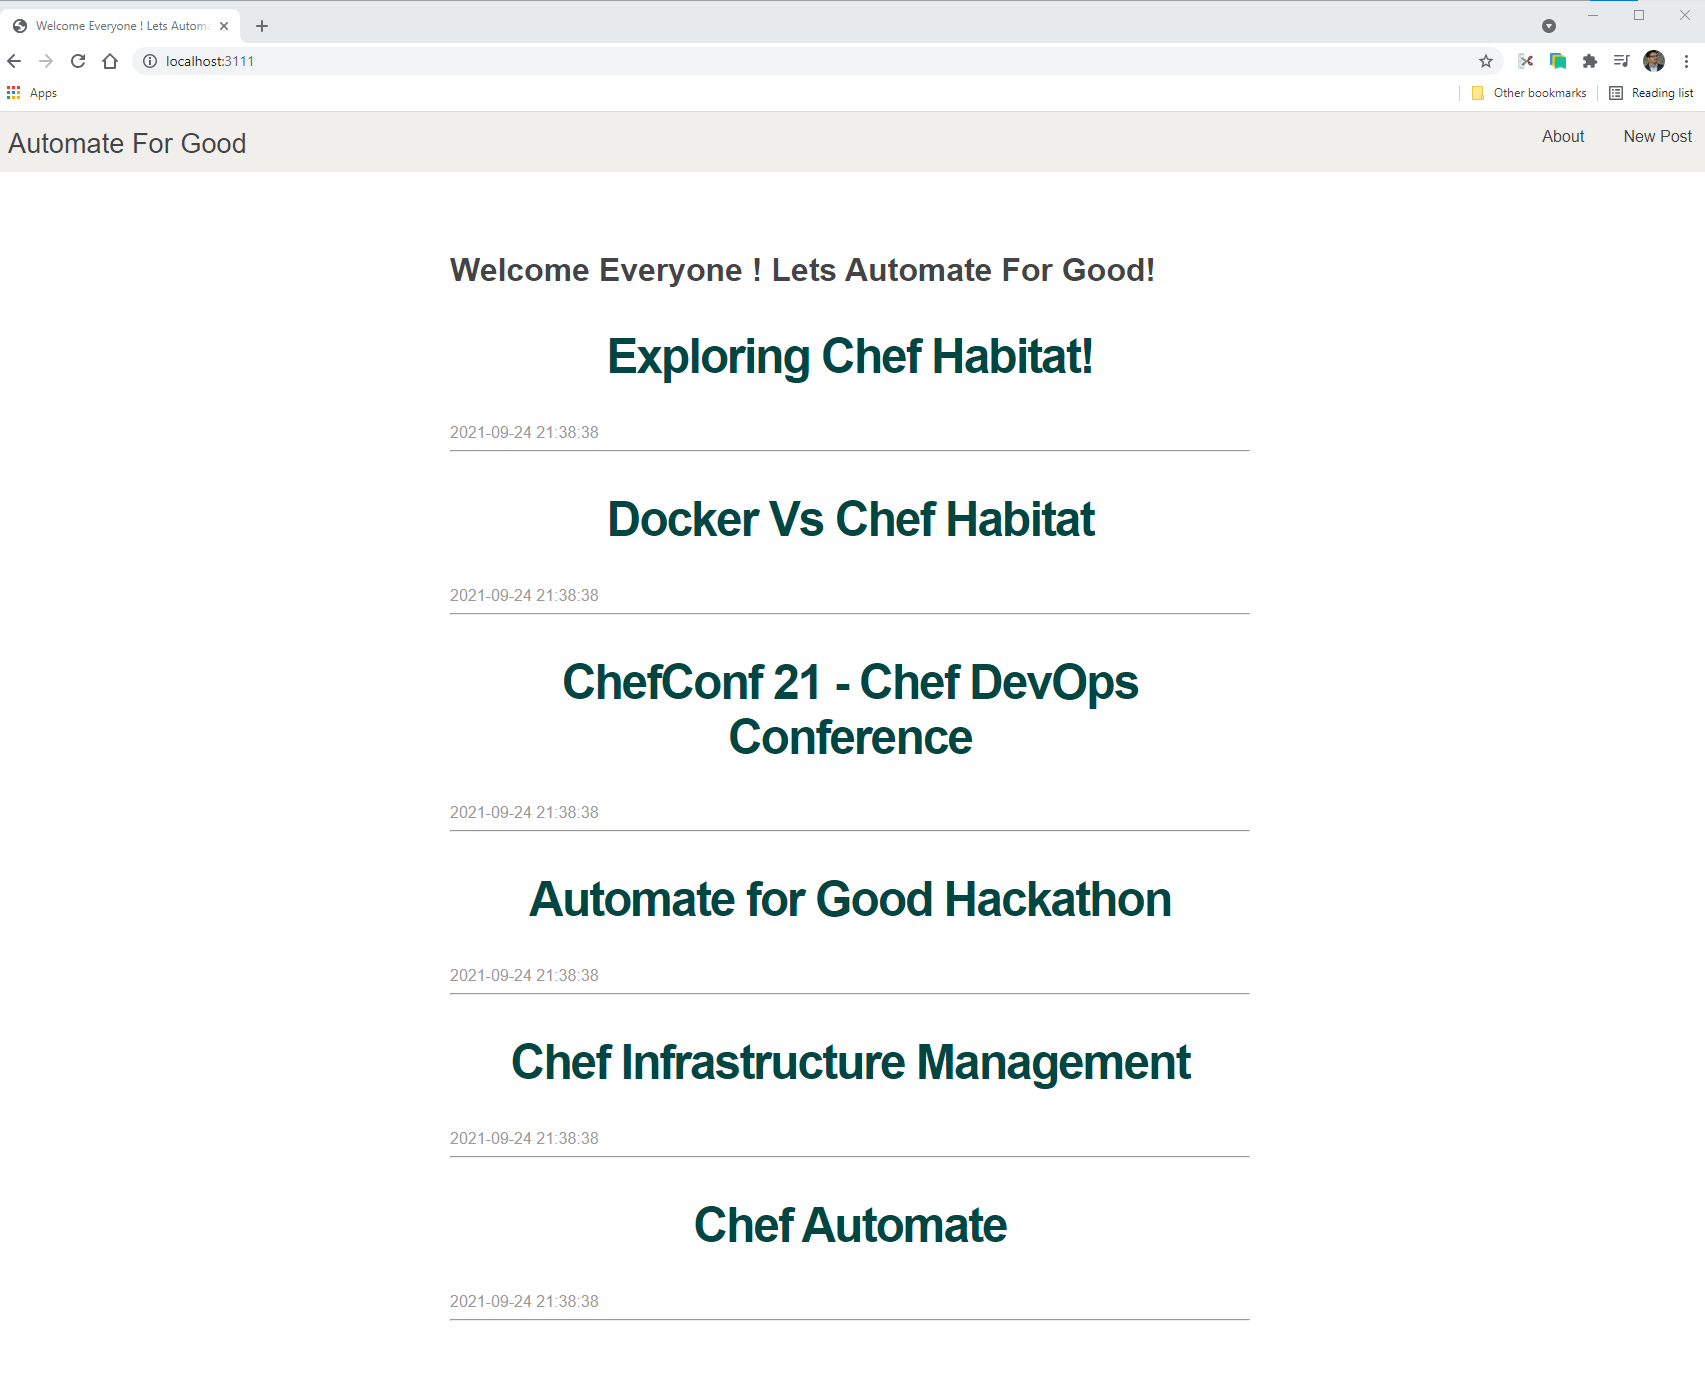 Welcome Everyone ! Lets Autom
localhost:3111
Apps
Other bookmarks
Reading list
Automate For Good
About
New Post
Welcome Everyone ! Lets Automate For Good!
Exploring Chef Habitat!
2021-09-24 21:38:38
Docker Vs Chef Habitat
2021-09-24 21:38:38
ChefConf 21 - Chef DevOps
Conference
2021-09-24 21:38:38
Automate for Good Hackathon
2021-09-24 21:38:38
Chef Infrastructure Management
2021-09-24 21:38:38
Chef Automate
2021-09-24 21:38:38